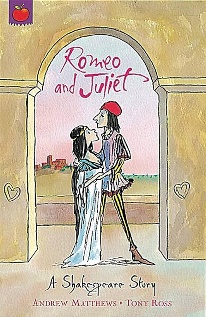 Romeo
and Juliet
A Shakespeare Story
ANDREW MATTHEWS • TONY ROSS